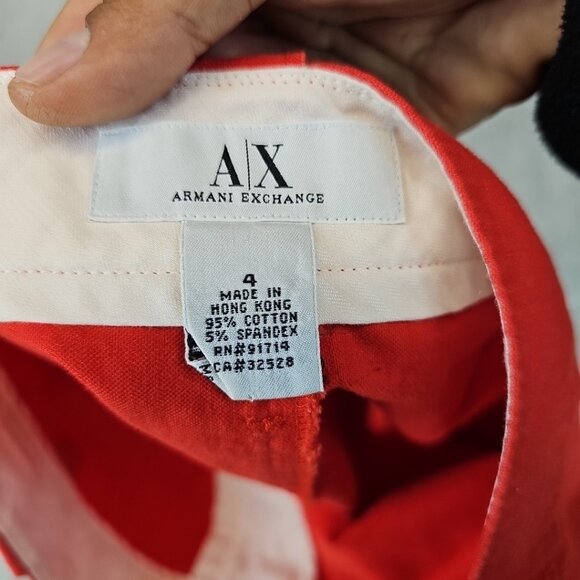 A|X
ARMANI EXCHANGE
4
MADE IN
HONG KONG
95% COTTON
5% SPANDEX
RN#91714
CA#32528